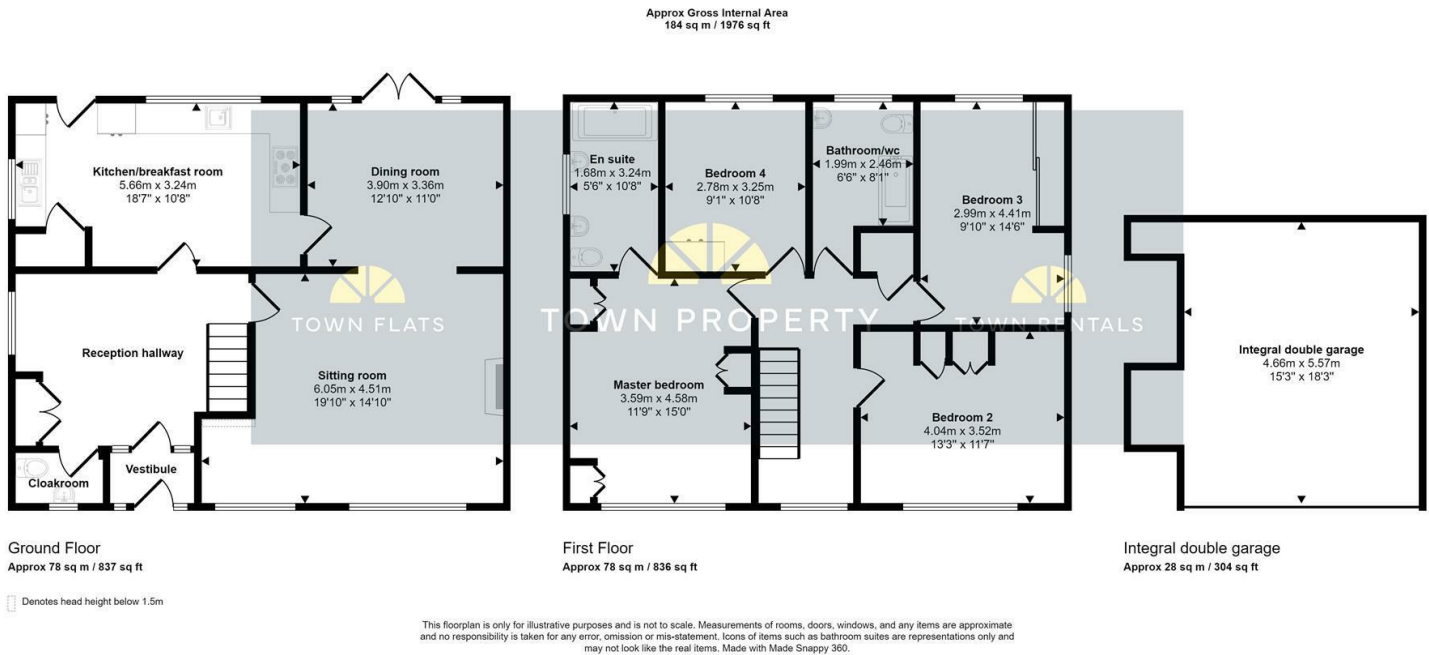 Approx Gross Internal Area
184 sq m / 1976 sq ft
Kitchen/breakfast room
5.66m x 3.24m
18'7" x 10'8"
Dining room
3.90m x 3.36m
12'10" x 11'0"
Reception hallway
Sitting room
6.05m x 4.51m
19'10" x 14'10"
Cloakroom
Vestibule
TOWN FLATS
En suite
1.68m x 3.24m
5'6" x 10'8"
Bedroom 4
2.78m x 3.25m
9'1" x 10'8"
Bathroom/wc
1.99m x 2.46m
6'6" x 8'1"
Bedroom 3
2.99m x 4.41m
9'10" x 14'6"
TOWN PROPERTY
TOWN RENTALS
Master bedroom
3.59m x 4.58m
11'9" x 15'0"
Bedroom 2
4.04m x 3.52m
13'3" x 11'7"
Integral double garage
4.66m x 5.57m
15'3" x 18'3"
Ground Floor
Approx 78 sq m / 837 sq ft
First Floor
Approx 78 sq m / 836 sq ft
Integral double garage
Approx 28 sq m / 304 sq ft
Denotes head height below 1.5m
This floorplan is only for illustrative purposes and is not to scale. Measurements of rooms, doors, windows, and any items are approximate
and no responsibility is taken for any error, omission or mis-statement. Icons of items such as bathroom suites are representations only and
may not look like the real items. Made with Made Snappy 360.